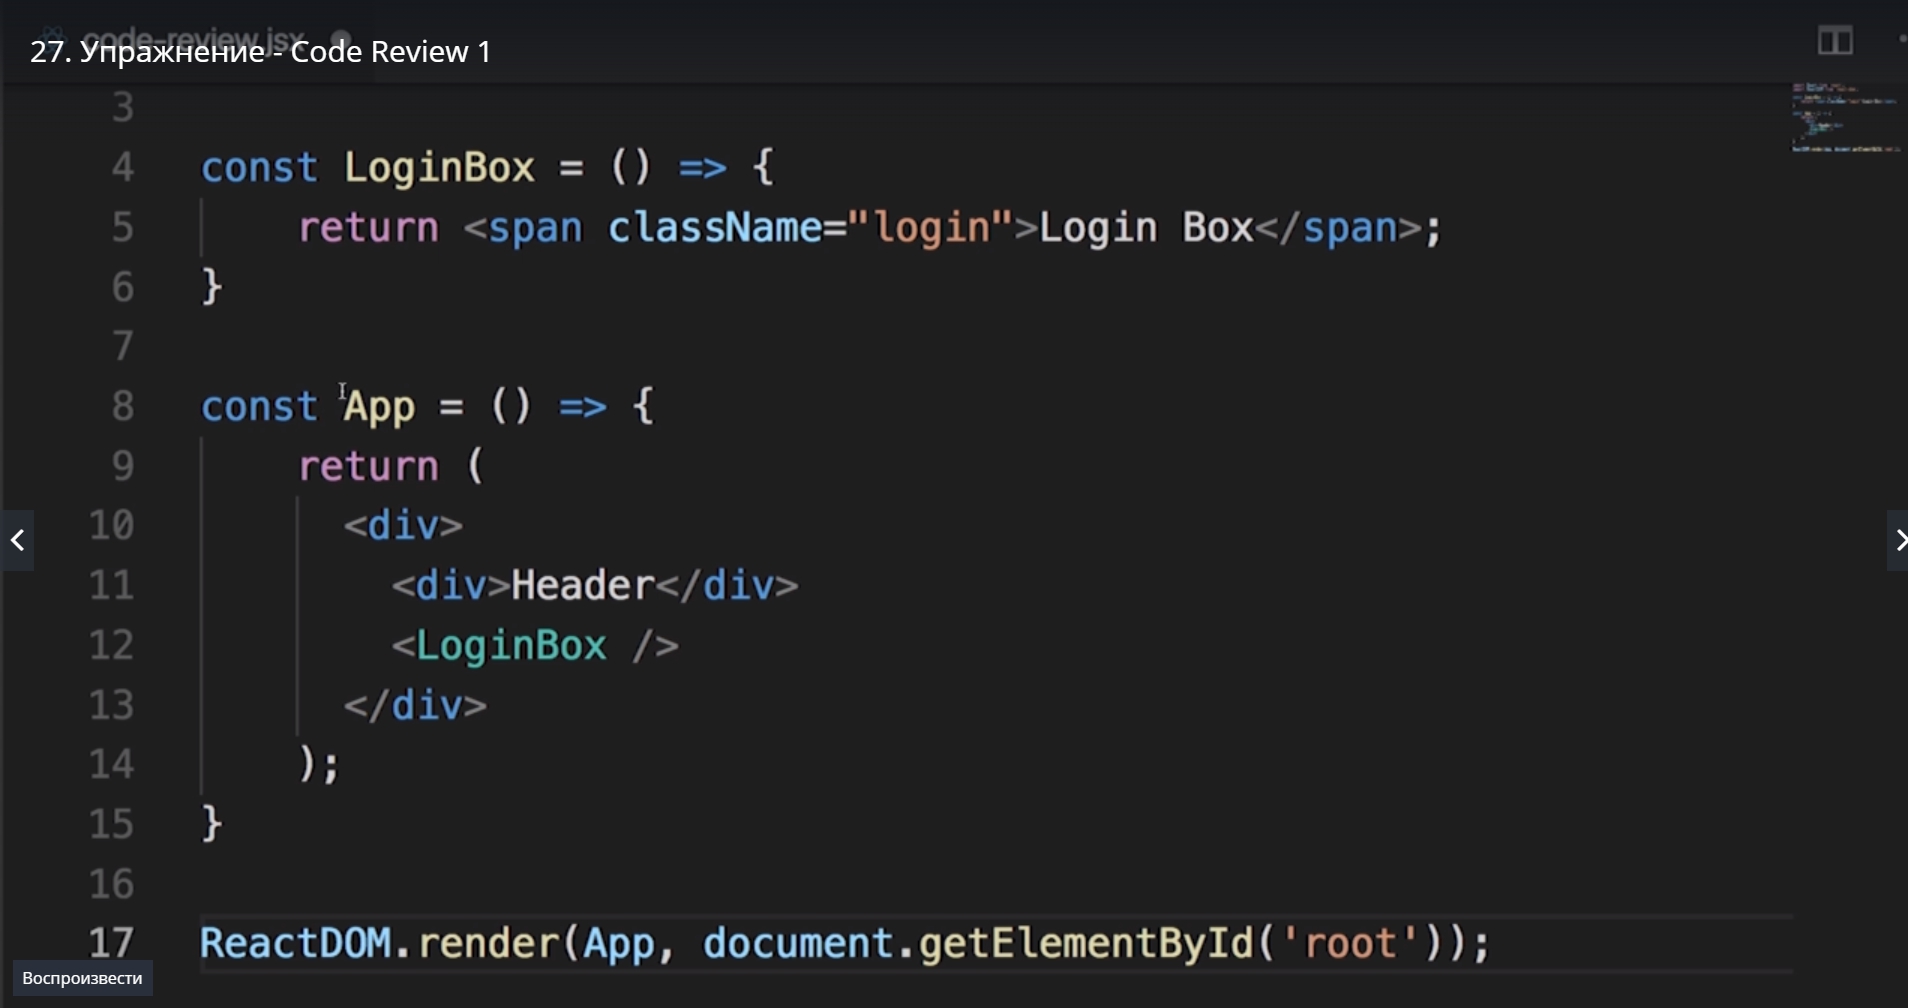 code-review.jsx
27. Упражнение - Code Review 1
3
4 const LoginBox = () => {
5 return <span className="login">Login Box</span>;
6 }
7
8 const App = () => {
9 return (
10 <div>
11 <div>Header</div>
12 <LoginBox />
13 </div>
14 );
15 }
16
17 ReactDOM.render(App, document.getElementById('root'));
Воспроизвести